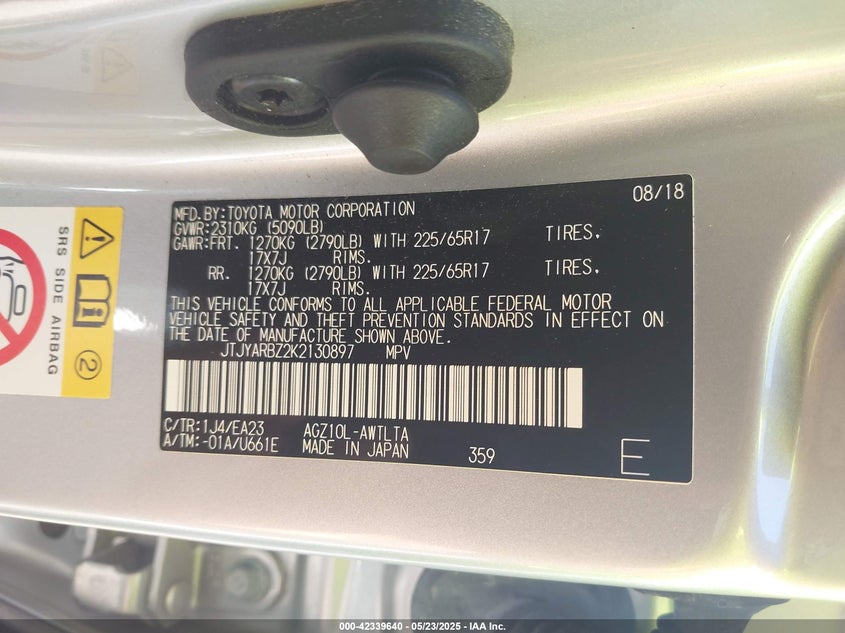 MFD.BY:TOYOTA MOTOR CORPORATION 08/18
GVWR:2310KG (5090LB)
GAWR:FRT. 1270KG (2790LB) WITH 225/65R17 TIRES.
17X7J RIMS.
RR. 1270KG (2790LB) WITH 225/65R17 TIRES.
17X7J RIMS.
THIS VEHICLE CONFORMS TO ALL APPLICABLE FEDERAL MOTOR
VEHICLE SAFETY AND THEFT PREVENTION STANDARDS IN EFFECT ON
THE DATE OF MANUFACTURE SHOWN ABOVE.
JTJYARBZ2K2130897 MPV
C/TR:1J4/EA23 AGZ10L-AWTLTA
A/TM:-01A/U661E MADE IN JAPAN 359 E
SRS SIDE AIRBAG
2
000-42339640 - 05/23/2025 - IAA Inc.